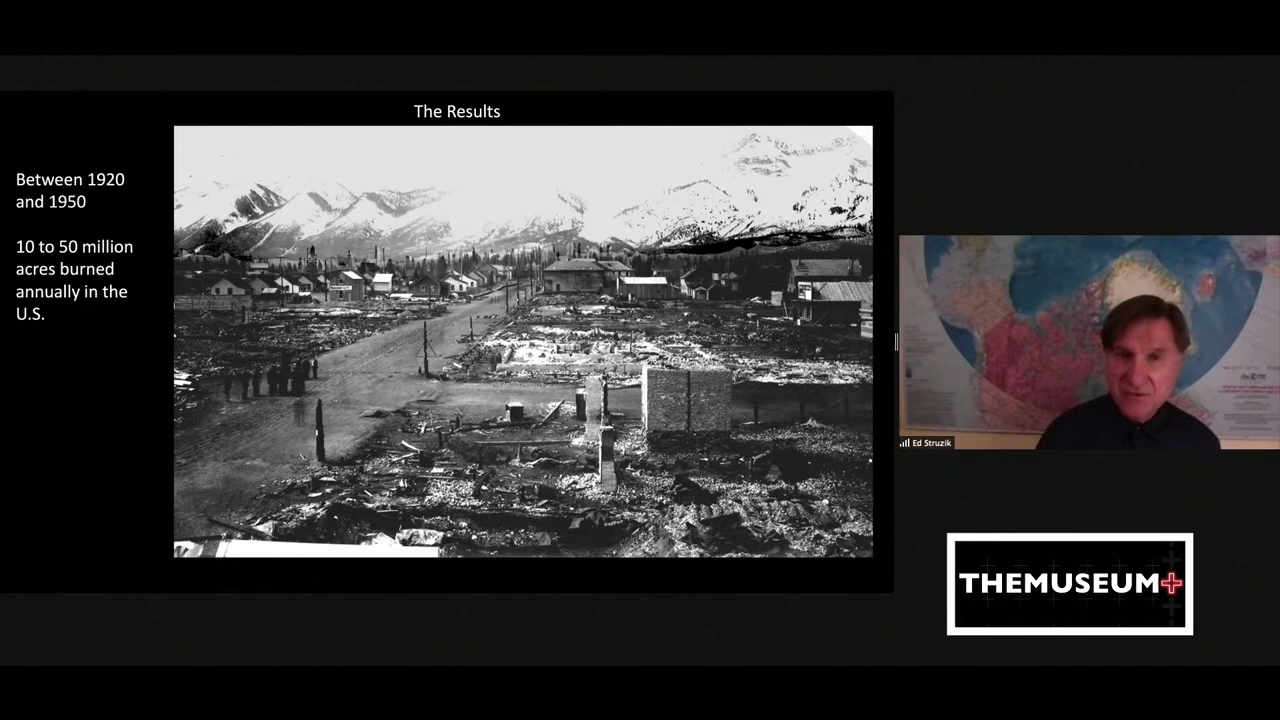 The Results
Between 1920
and 1950
10 to 50 million
acres burned
annually in the
U.S.
Ed Struzik
THEMUSEUM+